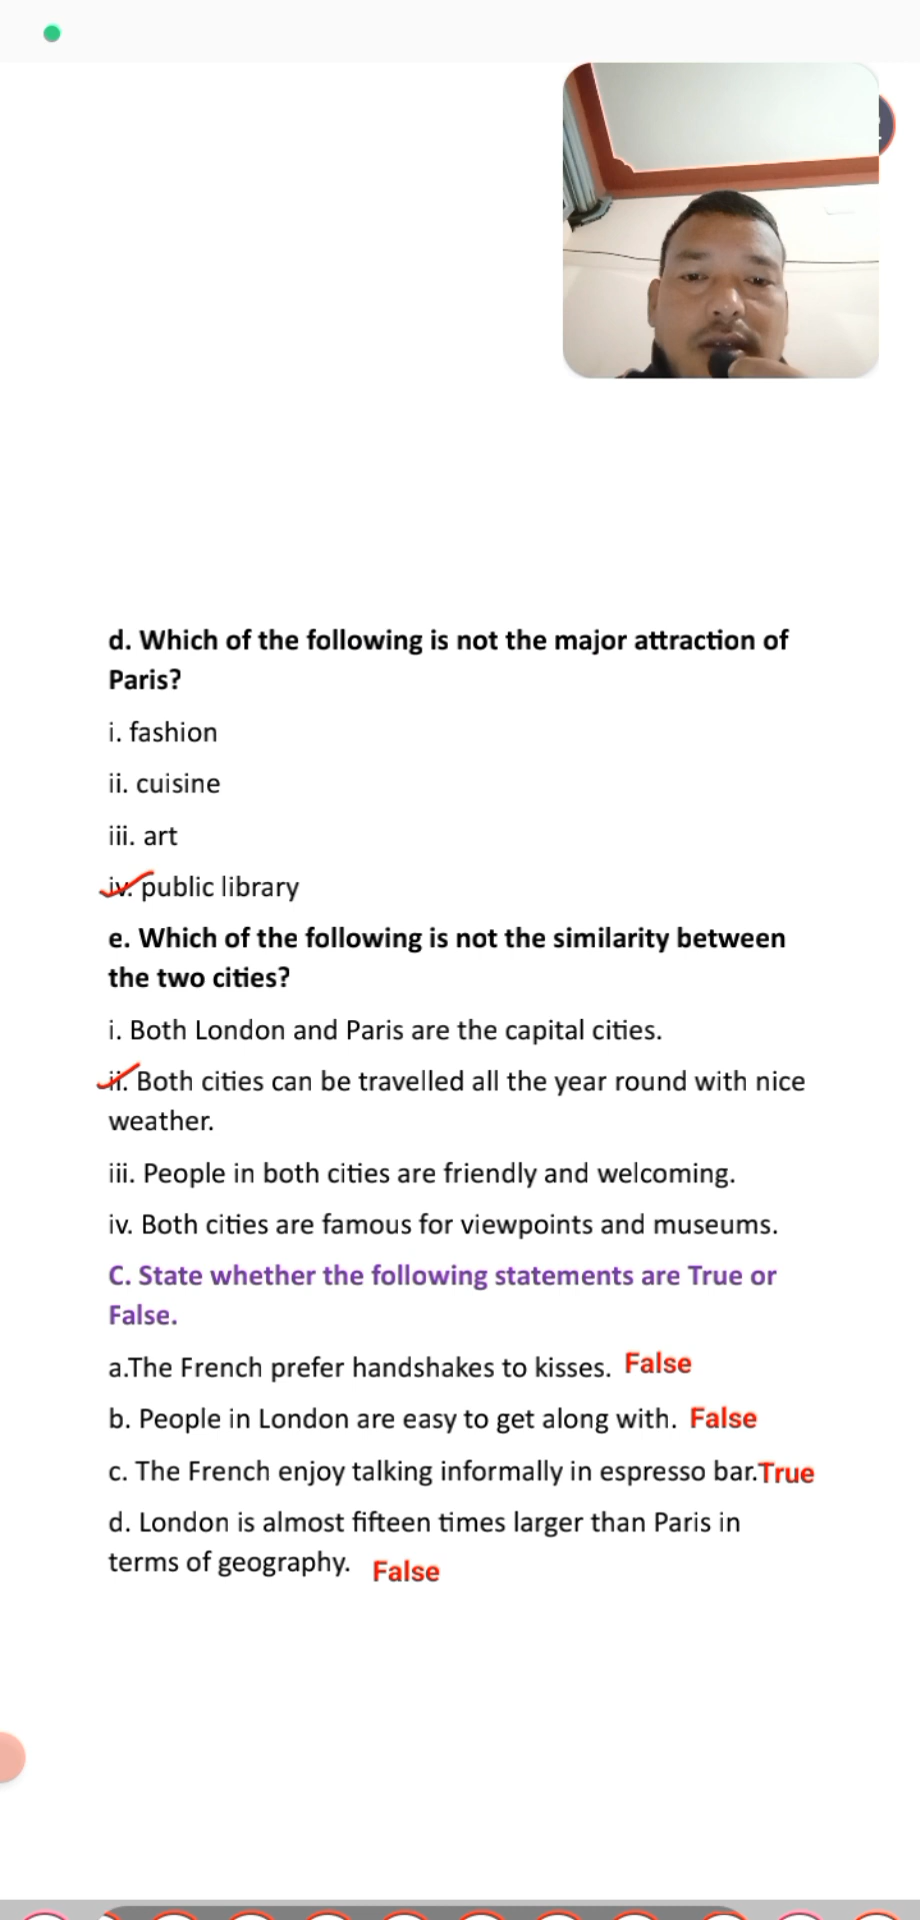 d. Which of the following is not the major attraction of
Paris?
i. fashion
ii. cuisine
iii. art
iv. public library
e. Which of the following is not the similarity between
the two cities?
i. Both London and Paris are the capital cities.
ii. Both cities can be travelled all the year round with nice
weather.
iii. People in both cities are friendly and welcoming.
iv. Both cities are famous for viewpoints and museums.
C. State whether the following statements are True or
False.
a.The French prefer handshakes to kisses. False
b. People in London are easy to get along with. False
c. The French enjoy talking informally in espresso bar.True
d. London is almost fifteen times larger than Paris in
terms of geography. False